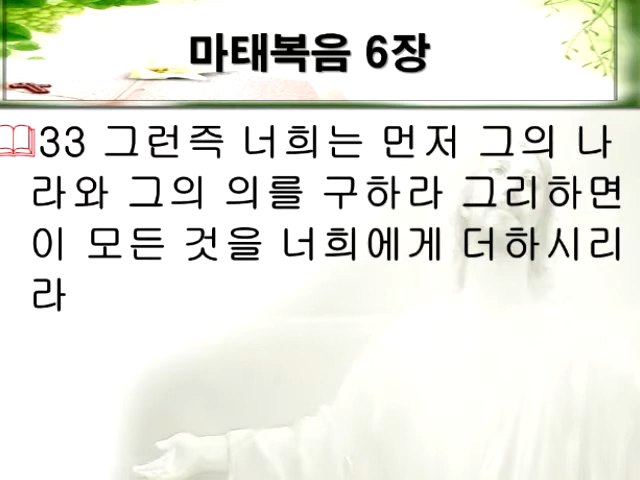 마태복음 6장
33 그런즉 너희는 먼저 그의 나
라와 그의 의를 구하라 그리하면
이 모든 것을 너희에게 더하시리
라